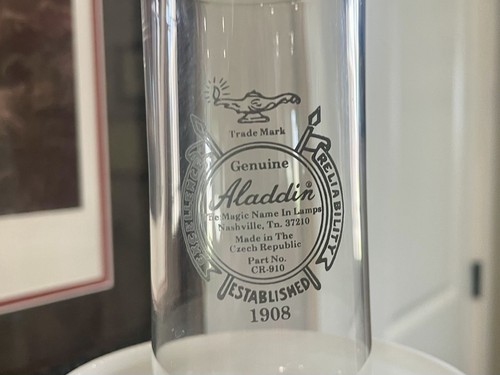 Trade Mark
Genuine
Aladdin®
The Magic Name In Lamps
Nashville, Tn. 37210
Made in The
Czech Republic
Part No.
CR-910
EXCELLENCE
RELIABILITY
ESTABLISHED
1908